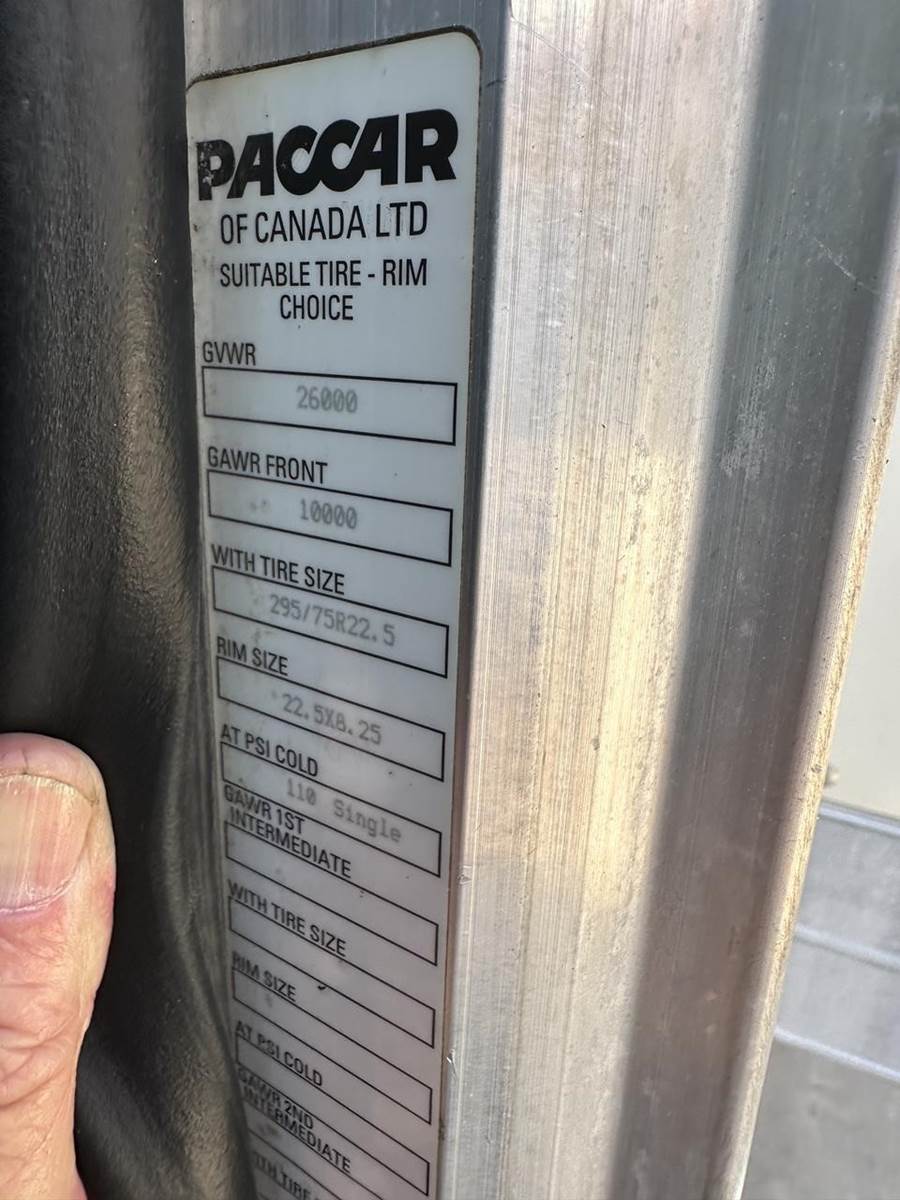 PACCAR
OF CANADA LTD
SUITABLE TIRE - RIM
CHOICE
GVWR
26000
GAWR FRONT
10000
WITH TIRE SIZE
295/75R22.5
RIM SIZE
22.5X8.25
AT PSI COLD
110 Single
GAWR 1ST
INTERMEDIATE
WITH TIRE SIZE
RIM SIZE
AT PSI COLD
GAWR 2ND
INTERMEDIATE